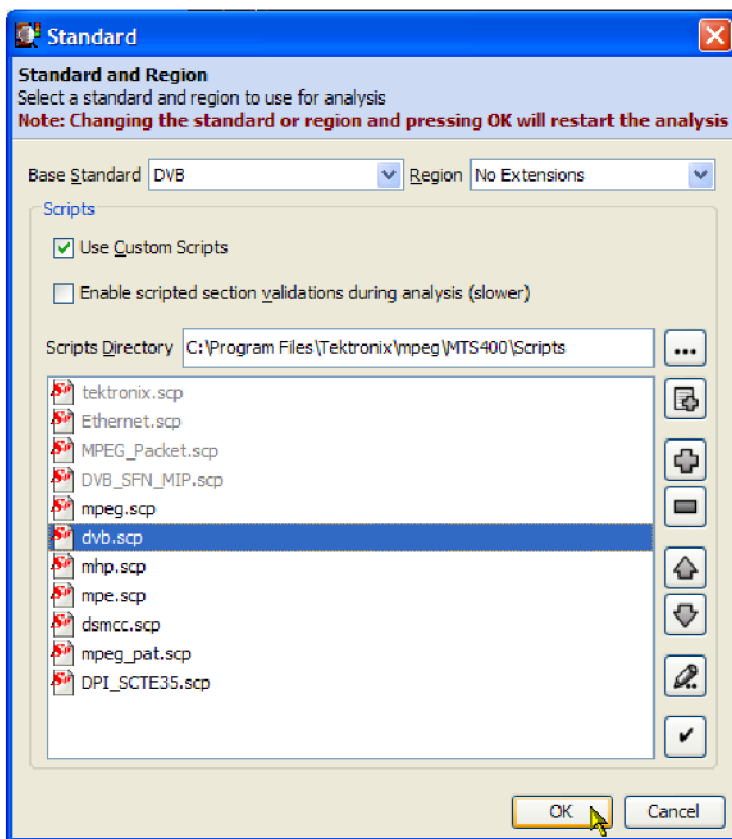 Standard
Standard and Region
Select a standard and region to use for analysis
Note: Changing the standard or region and pressing OK will restart the analysis
Base Standard DVB Region No Extensions
Scripts
Use Custom Scripts
Enable scripted section validations during analysis (slower)
Scripts Directory C:\Program Files\Tektronix\mpeg\MTS400\Scripts
...
tektronix.scp
Ethernet.scp
MPEG_Packet.scp
DVB_SFN_MIP.scp
mpeg.scp
dvb.scp
mhp.scp
mpe.scp
dsmcc.scp
mpeg_pat.scp
DPI_SCTE35.scp
OK Cancel